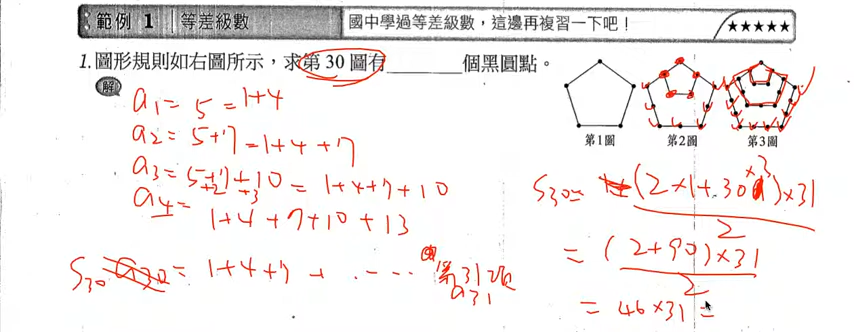 範例 1 等差級數 國中學過等差級數，這邊再複習一下吧！ ★★★★★
1.圖形規則如右圖所示，求第 30 圖有______個黑圓點。
解
第1圖 第2圖 第3圖
a1 = 5 = 1+4
a2 = 5+7 = 1+4+7
a3 = 5+7+10 = 1+4+7+10
+2 +3
a4 = 1+4+7+10+13
S30 = 1+4+7 + ..---- 第31項
a31
S30 = (2×1+30×3)×31
2
= (2+90)×31
2
= 46×31 =